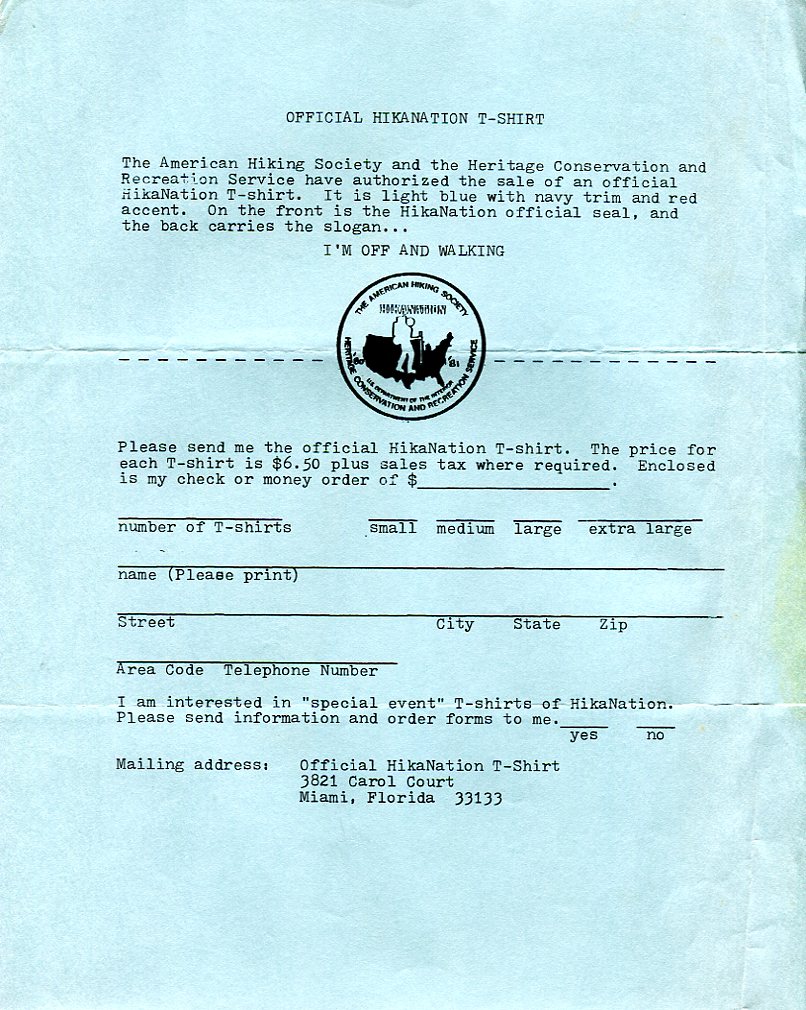 OFFICIAL HIKANATION T-SHIRT
The American Hiking Society and the Heritage Conservation and
Recreation Service have authorized the sale of an official
HikaNation T-shirt. It is light blue with navy trim and red
accent. On the front is the HikaNation official seal, and
the back carries the slogan...
I'M OFF AND WALKING
THE AMERICAN HIKING SOCIETY
HIKANATION
'80 '81
U.S. DEPARTMENT OF THE INTERIOR
HERITAGE CONSERVATION AND RECREATION SERVICE
Please send me the official HikaNation T-shirt. The price for
each T-shirt is $6.50 plus sales tax where required. Enclosed
is my check or money order of $____________________.
number of T-shirts small medium large extra large
name (Please print)
Street City State Zip
Area Code Telephone Number
I am interested in "special event" T-shirts of HikaNation.
Please send information and order forms to me._____ ____
yes no
Mailing address: Official HikaNation T-Shirt
3821 Carol Court
Miami, Florida 33133